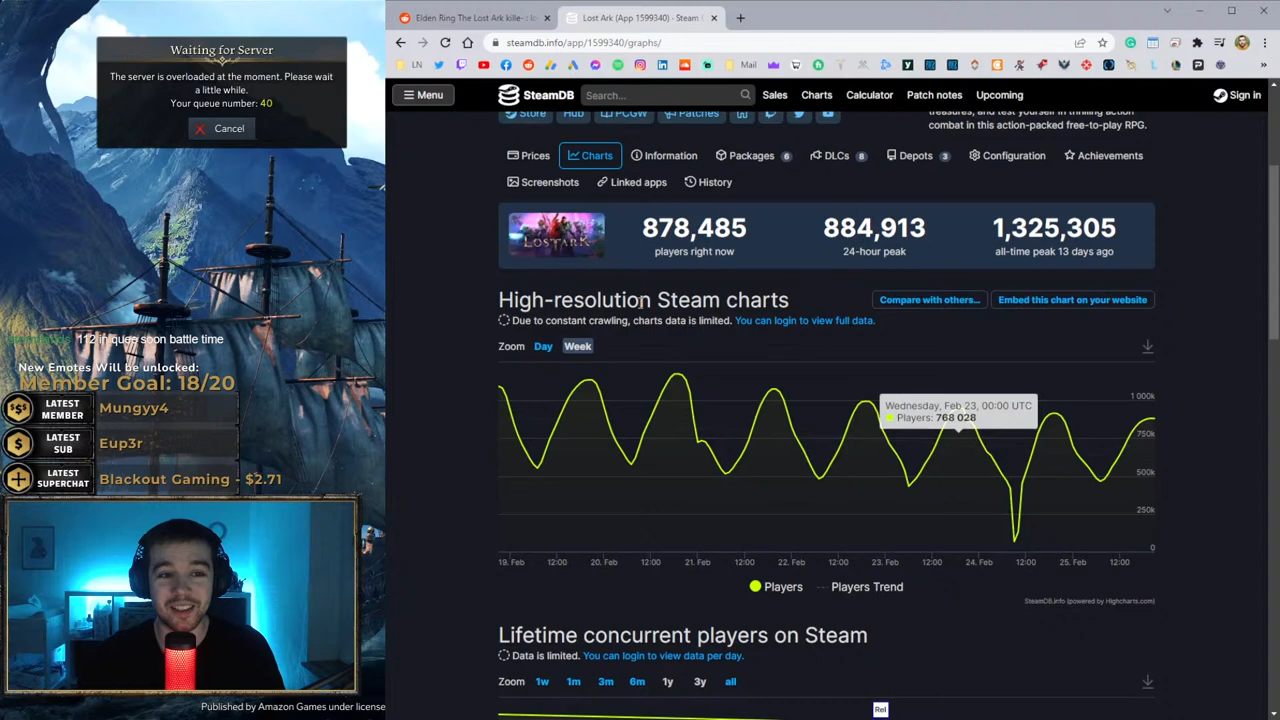 Waiting for Server
The server is overloaded at the moment. Please wait
a little while.
Your queue number: 40
Cancel
112 in quee soon battle time
New Emotes Will be unlocked:
Member Goal: 18/20
LATEST MEMBER Mungyy4
LATEST SUB Eup3r
LATEST SUPERCHAT Blackout Gaming - $2.71
Published by Amazon Games under license
Elden Ring The Lost Ark kille
Lost Ark (App 1599340) · Steam
steamdb.info/app/1599340/graphs/
LN
Mail
Menu
SteamDB
Search...
Sales
Charts
Calculator
Patch notes
Upcoming
Sign in
Store
Hub
PCGW
Patches
treasures, and test yourself in thrilling action
combat in this action-packed free-to-play RPG.
Prices
Charts
Information
Packages 6
DLCs 8
Depots 3
Configuration
Achievements
Screenshots
Linked apps
History
LOST ARK
878,485
players right now
884,913
24-hour peak
1,325,305
all-time peak 13 days ago
High-resolution Steam charts
Compare with others...
Embed this chart on your website
Due to constant crawling, charts data is limited. You can login to view full data.
Zoom Day Week
Wednesday, Feb 23, 00:00 UTC
Players: 768 028
1 000k
750k
500k
250k
0
19. Feb 12:00 20. Feb 12:00 21. Feb 12:00 22. Feb 12:00 23. Feb 12:00 24. Feb 12:00 25. Feb 12:00
Players Players Trend
SteamDB.info (powered by Highcharts.com)
Lifetime concurrent players on Steam
Data is limited. You can login to view data per day.
Zoom 1w 1m 3m 6m 1y 3y all
Rel